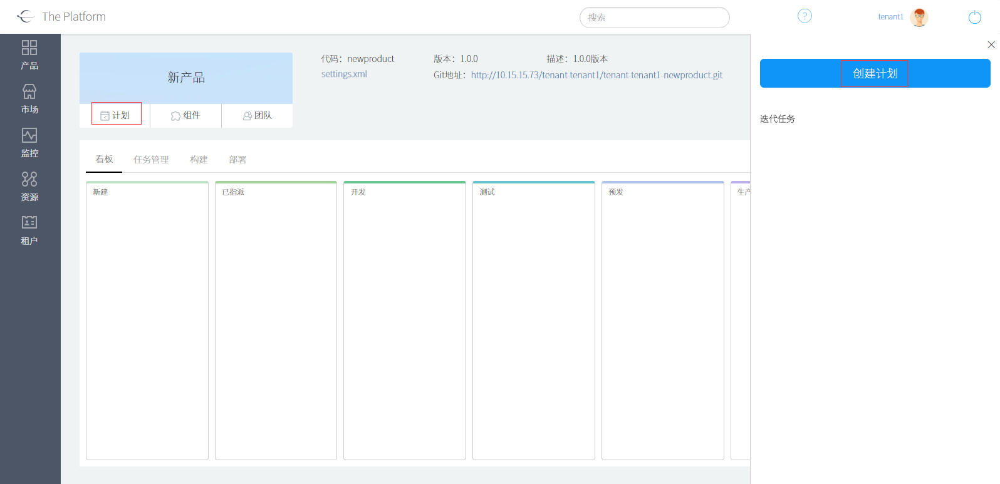 The Platform
搜索
?
tenant1
产品
市场
监控
资源
租户
新产品
计划
组件
团队
代码：newproduct
版本：1.0.0
描述：1.0.0版本
settings.xml
Git地址：http://10.15.15.73/tenant-tenant1/tenant-tenant1-newproduct.git
看板
任务管理
构建
部署
新建
已指派
开发
测试
预发
生产
创建计划
迭代任务